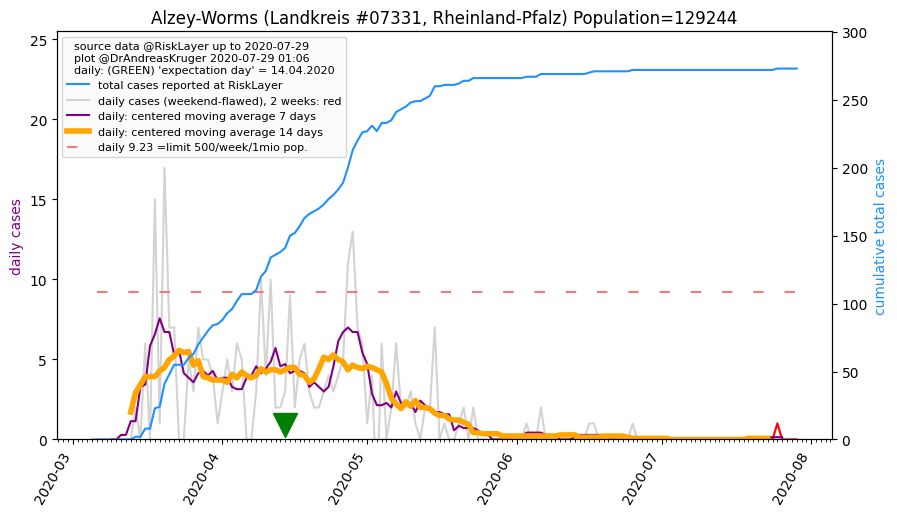 Alzey-Worms (Landkreis #07331, Rheinland-Pfalz) Population=129244
source data @RiskLayer up to 2020-07-29
plot @DrAndreasKruger 2020-07-29 01:06
daily: (GREEN) 'expectation day' = 14.04.2020
total cases reported at RiskLayer
daily cases (weekend-flawed), 2 weeks: red
daily: centered moving average 7 days
daily: centered moving average 14 days
daily 9.23 =limit 500/week/1mio pop.
daily cases
25
20
15
10
5
0
cumulative total cases
300
250
200
150
100
50
0
2020-03
2020-04
2020-05
2020-06
2020-07
2020-08